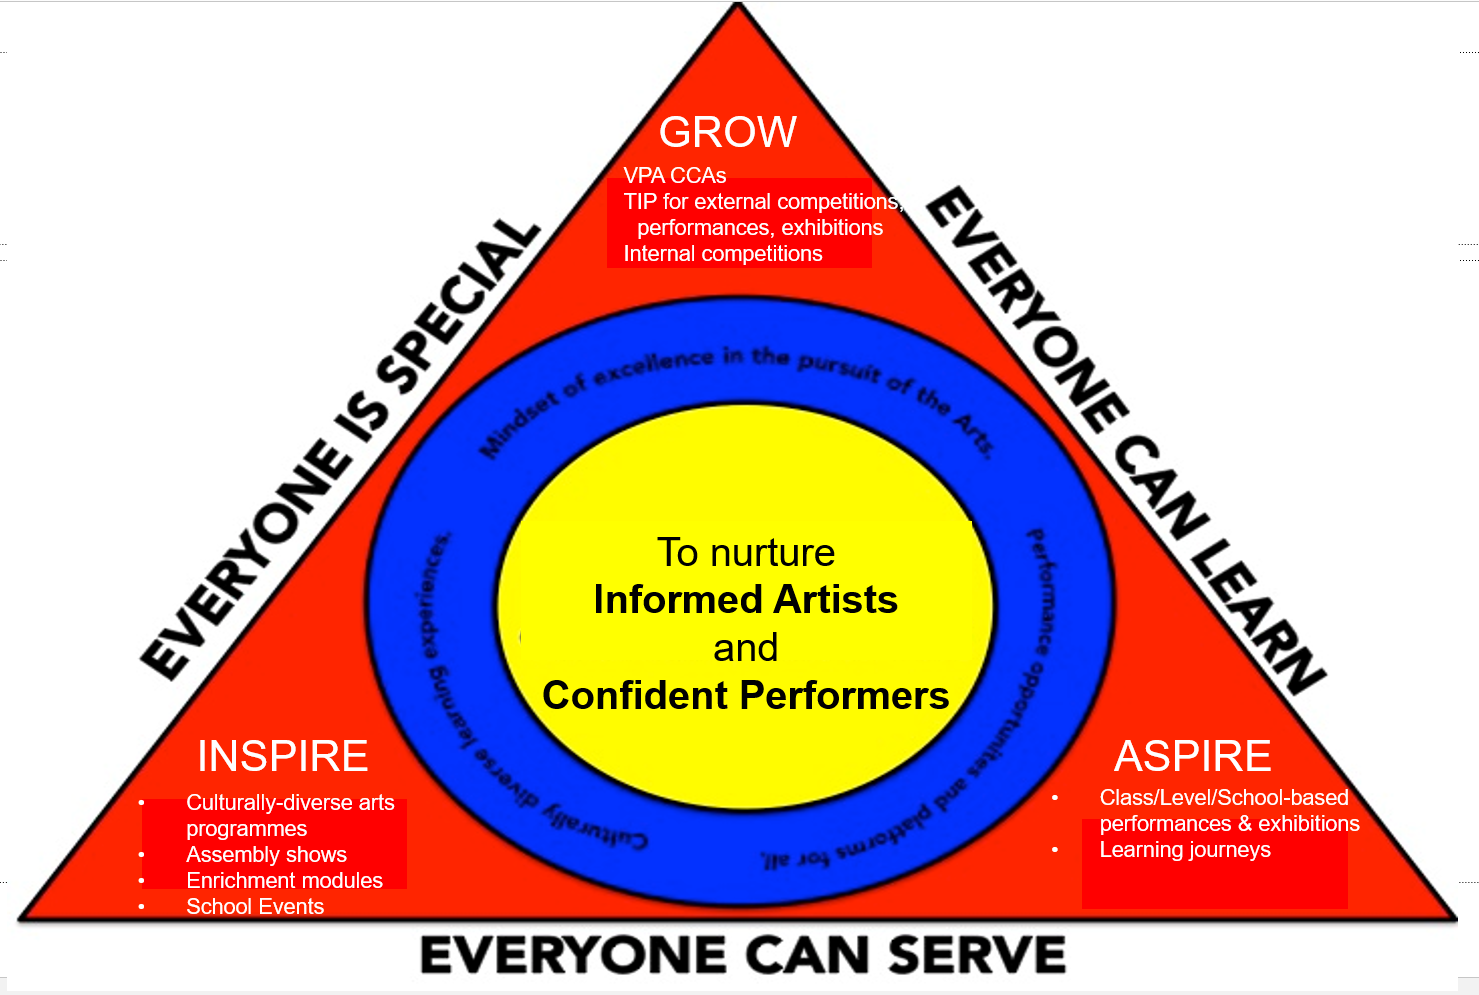 GROW
VPA CCAs
TIP for external competitions,
performances, exhibitions
Internal competitions
EVERYONE IS SPECIAL
EVERYONE CAN LEARN
Mindset of excellence in the pursuit of the Arts.
Performance opportunites and platforms for all.
Culturally diverse learning experiences.
To nurture
Informed Artists
and
Confident Performers
INSPIRE
• Culturally-diverse arts
programmes
• Assembly shows
• Enrichment modules
• School Events
ASPIRE
• Class/Level/School-based
performances & exhibitions
• Learning journeys
EVERYONE CAN SERVE